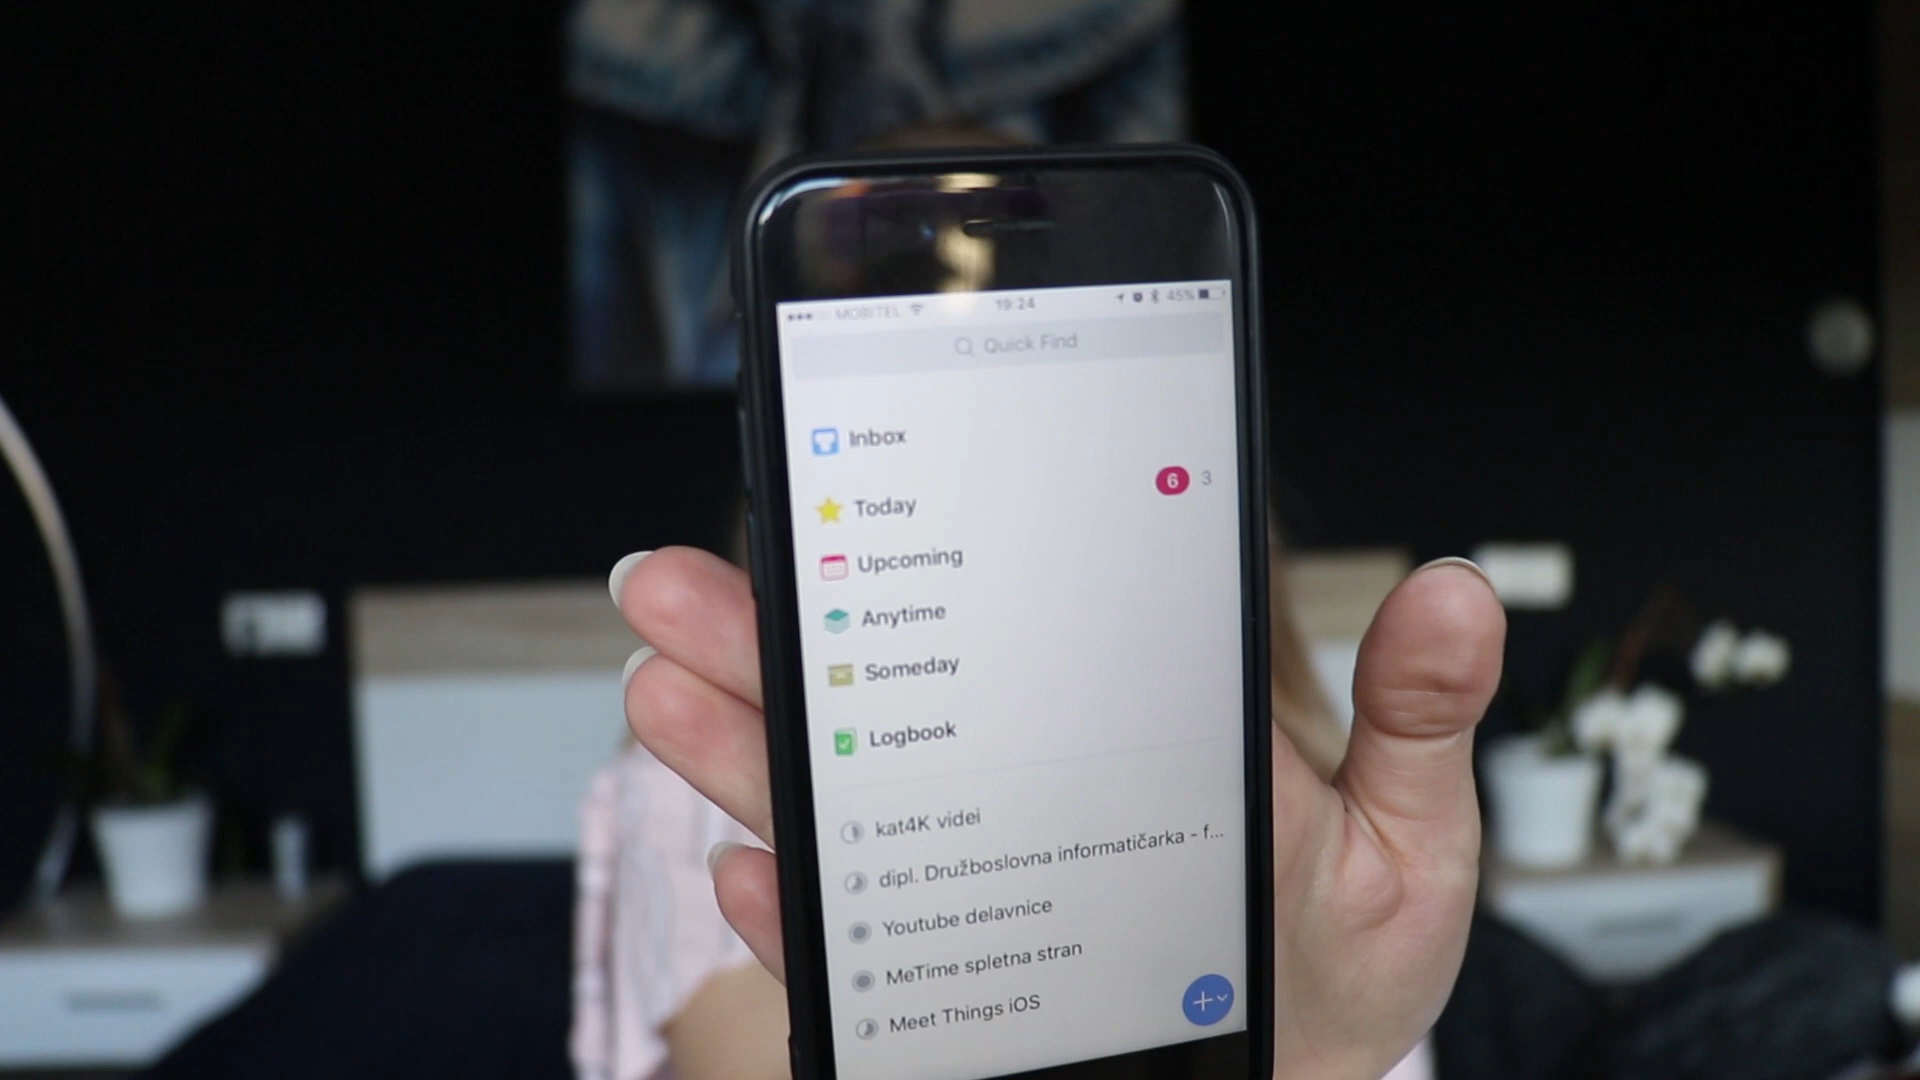 MOBITEL 19:24 45%
Quick Find
Inbox
Today 6 3
Upcoming
Anytime
Someday
Logbook
kat4K videi
dipl. Družboslovna informatičarka - f...
Youtube delavnice
MeTime spletna stran
Meet Things iOS